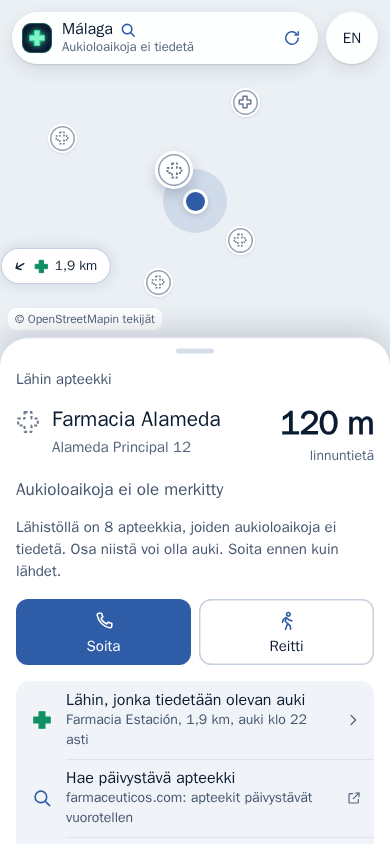 Málaga
Aukioloaikoja ei tiedetä
EN
1,9 km
© OpenStreetMapin tekijät
Lähin apteekki
Farmacia Alameda
120 m
Alameda Principal 12
linnuntietä
Aukioloaikoja ei ole merkitty
Lähistöllä on 8 apteekkia, joiden aukioloaikoja ei
tiedetä. Osa niistä voi olla auki. Soita ennen kuin
lähdet.
Soita
Reitti
Lähin, jonka tiedetään olevan auki
Farmacia Estación, 1,9 km, auki klo 22
asti
Hae päivystävä apteekki
farmaceuticos.com: apteekit päivystävät
vuorotellen